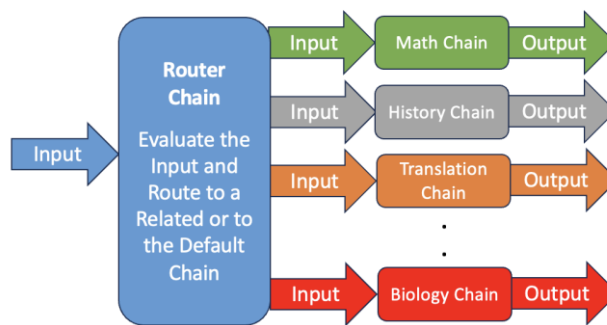 Input
Router
Chain
Evaluate the
Input and
Route to a
Related or to
the Default
Chain
Input
Math Chain
Output
Input
History Chain
Output
Input
Translation
Chain
Output
.
.
Input
Biology Chain
Output